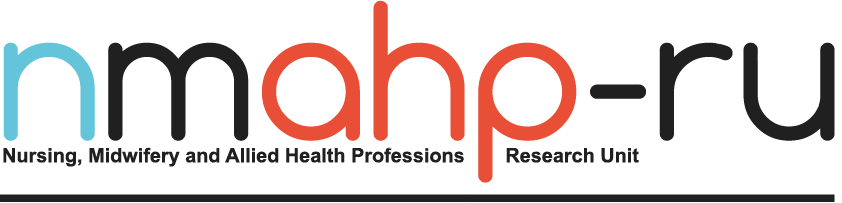 nmahp-ru
Nursing, Midwifery and Allied Health Professions Research Unit